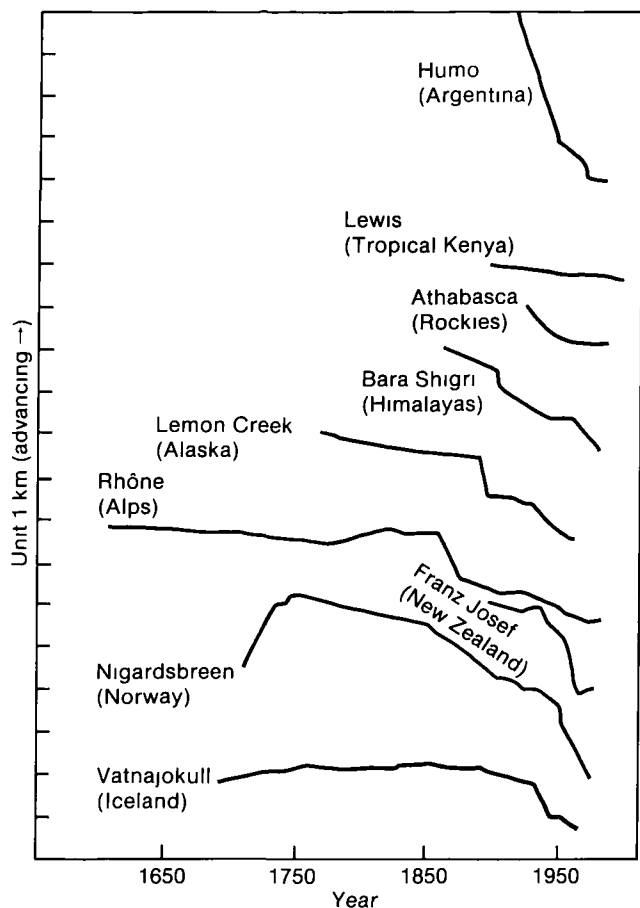 Humo
(Argentina)
Lewis
(Tropical Kenya)
Athabasca
(Rockies)
Bara Shigri
(Himalayas)
Lemon Creek
(Alaska)
Rhône
(Alps)
Franz Josef
(New Zealand)
Nigardsbreen
(Norway)
Vatnajokull
(Iceland)
Unit 1 km (advancing →)
1650 1750 1850 1950
Year